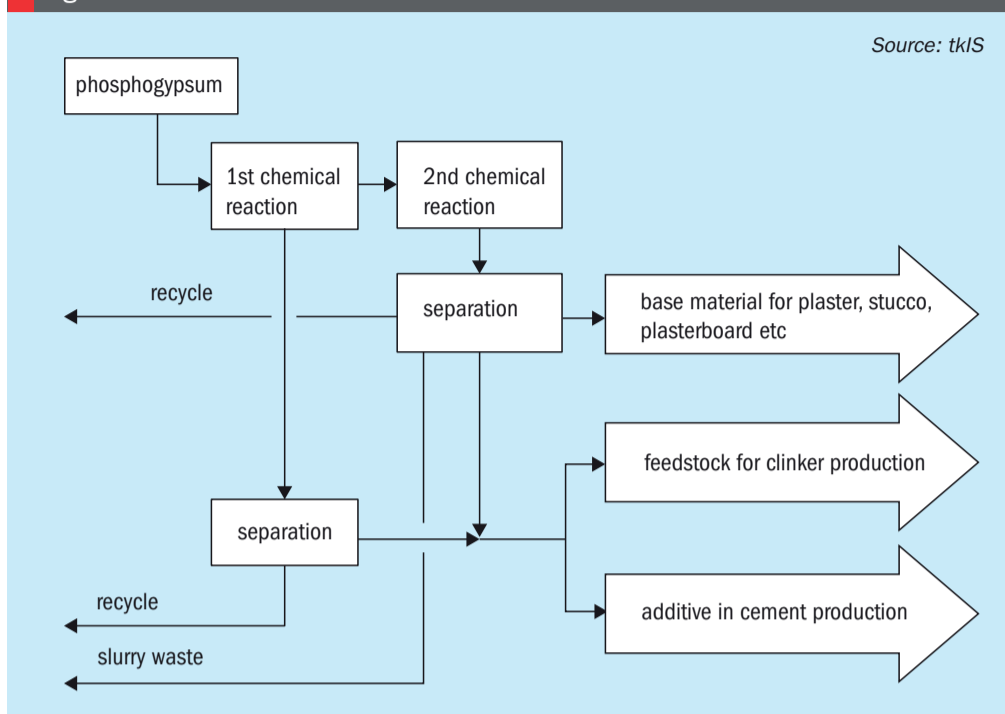 Source: tkIS
phosphogypsum
1st chemical
reaction
2nd chemical
reaction
recycle
separation
base material for plaster, stucco,
plasterboard etc
feedstock for clinker production
separation
additive in cement production
recycle
slurry waste